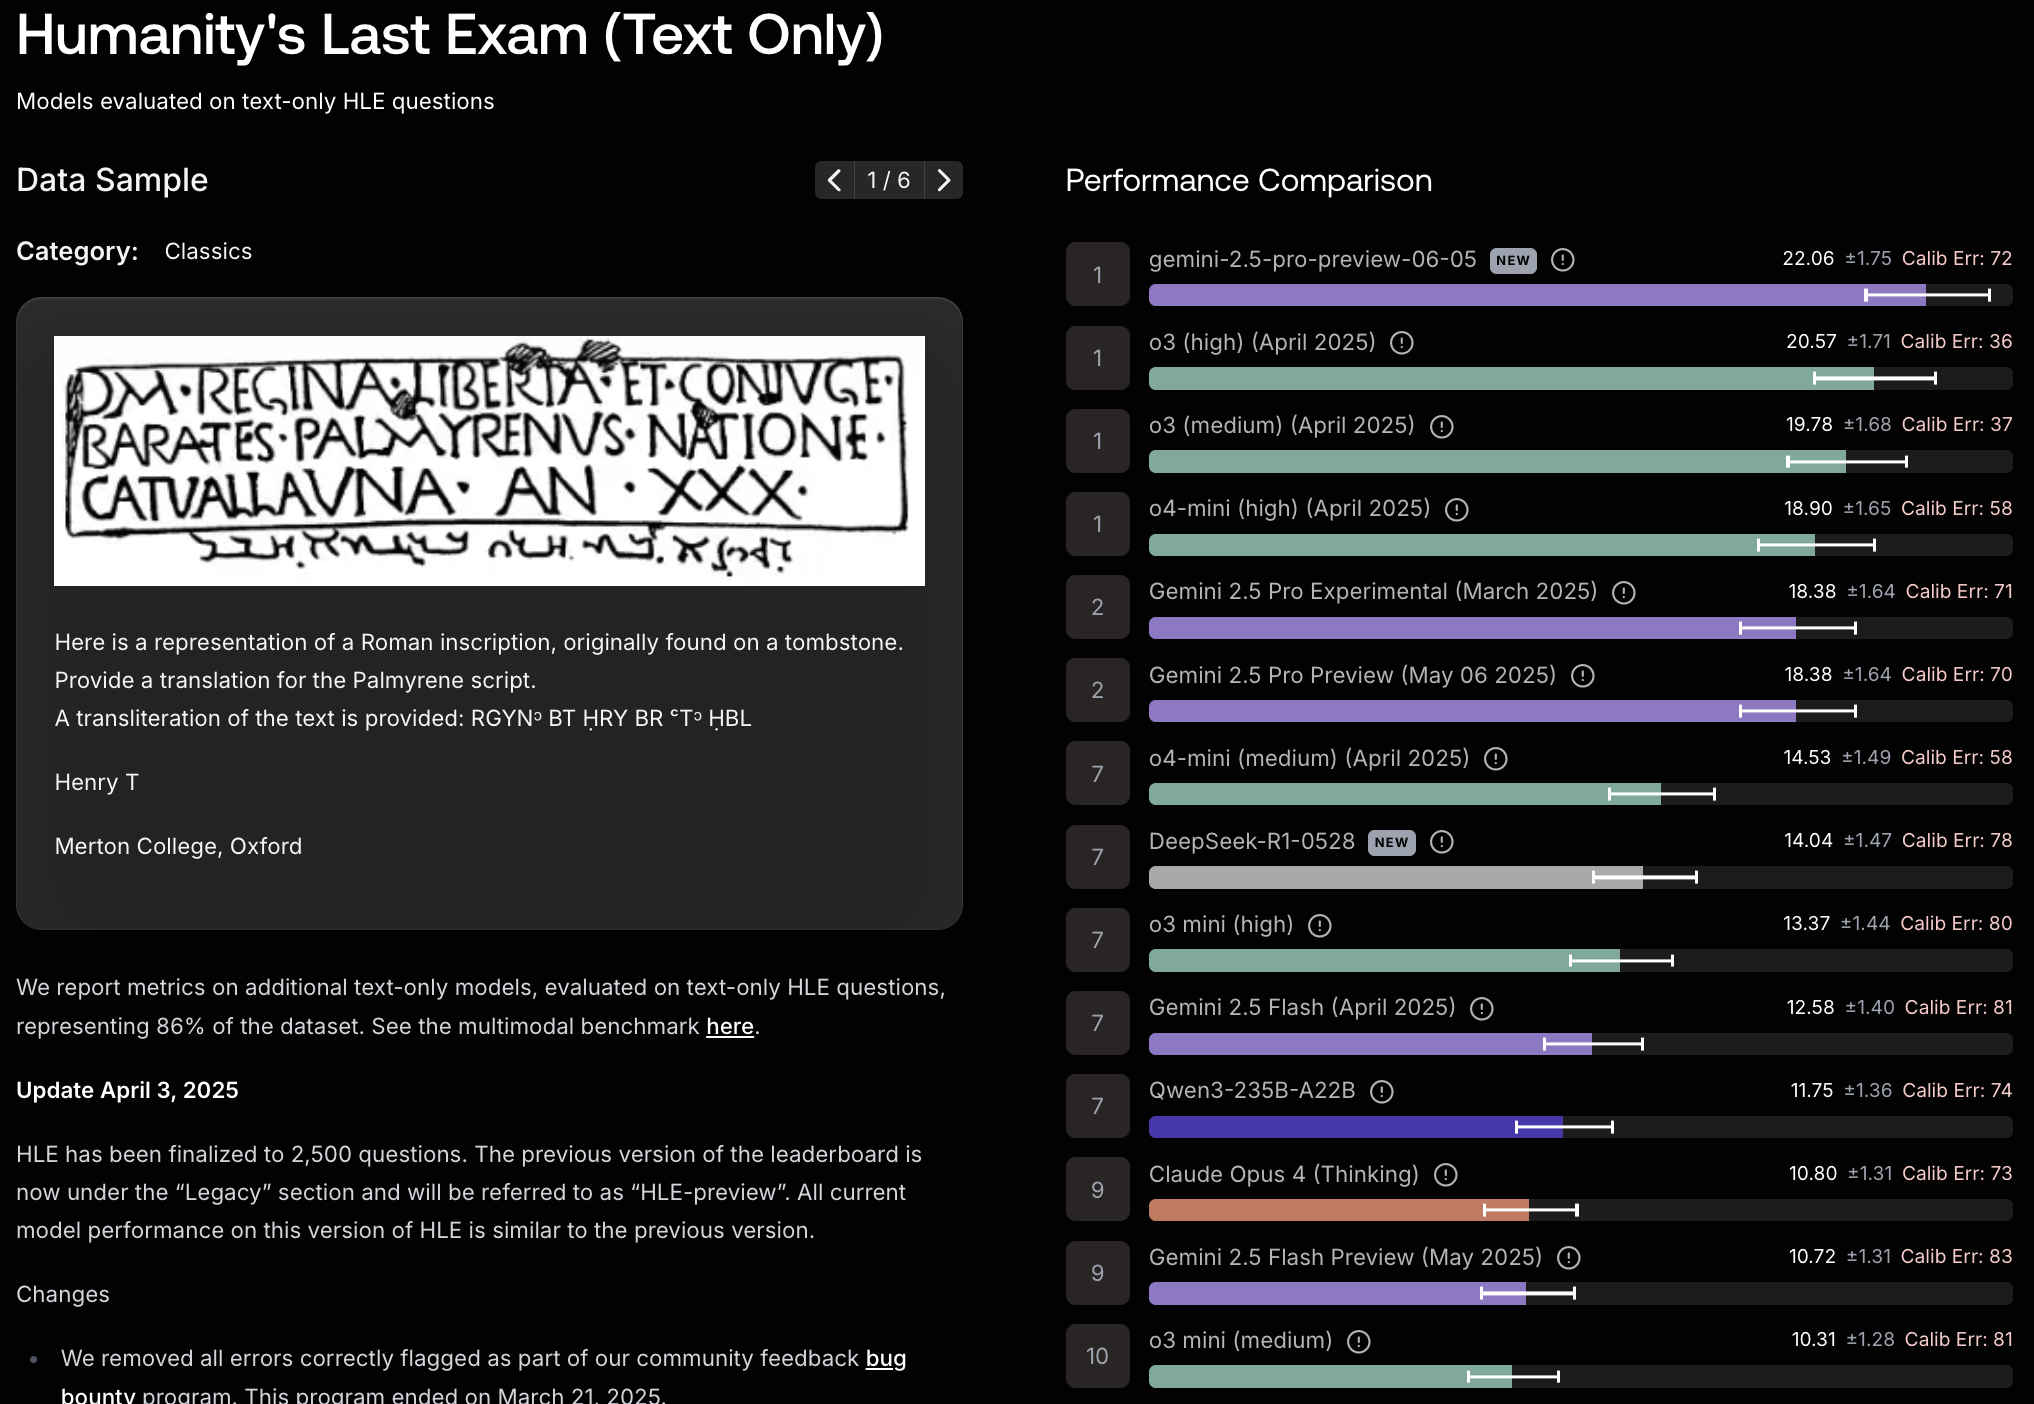 Humanity's Last Exam (Text Only)
Models evaluated on text-only HLE questions
Data Sample
1 / 6
Category: Classics
DM·REGINA·LIBERTA·ET·CONIVGE·
BARATES·PALMYRENVS·NATIONE·
CATVALLAVNA· AN · XXX·
Here is a representation of a Roman inscription, originally found on a tombstone.
Provide a translation for the Palmyrene script.
A transliteration of the text is provided: RGYNᵓ BT ḤRY BR ᶜTᵓ ḤBL
Henry T
Merton College, Oxford
We report metrics on additional text-only models, evaluated on text-only HLE questions,
representing 86% of the dataset. See the multimodal benchmark here.
Update April 3, 2025
HLE has been finalized to 2,500 questions. The previous version of the leaderboard is
now under the “Legacy” section and will be referred to as “HLE-preview”. All current
model performance on this version of HLE is similar to the previous version.
Changes
• We removed all errors correctly flagged as part of our community feedback bug
bounty program. This program ended on March 21, 2025.
Performance Comparison
1 gemini-2.5-pro-preview-06-05 NEW 22.06 ±1.75 Calib Err: 72
1 o3 (high) (April 2025) 20.57 ±1.71 Calib Err: 36
1 o3 (medium) (April 2025) 19.78 ±1.68 Calib Err: 37
1 o4-mini (high) (April 2025) 18.90 ±1.65 Calib Err: 58
2 Gemini 2.5 Pro Experimental (March 2025) 18.38 ±1.64 Calib Err: 71
2 Gemini 2.5 Pro Preview (May 06 2025) 18.38 ±1.64 Calib Err: 70
7 o4-mini (medium) (April 2025) 14.53 ±1.49 Calib Err: 58
7 DeepSeek-R1-0528 NEW 14.04 ±1.47 Calib Err: 78
7 o3 mini (high) 13.37 ±1.44 Calib Err: 80
7 Gemini 2.5 Flash (April 2025) 12.58 ±1.40 Calib Err: 81
7 Qwen3-235B-A22B 11.75 ±1.36 Calib Err: 74
9 Claude Opus 4 (Thinking) 10.80 ±1.31 Calib Err: 73
9 Gemini 2.5 Flash Preview (May 2025) 10.72 ±1.31 Calib Err: 83
10 o3 mini (medium) 10.31 ±1.28 Calib Err: 81